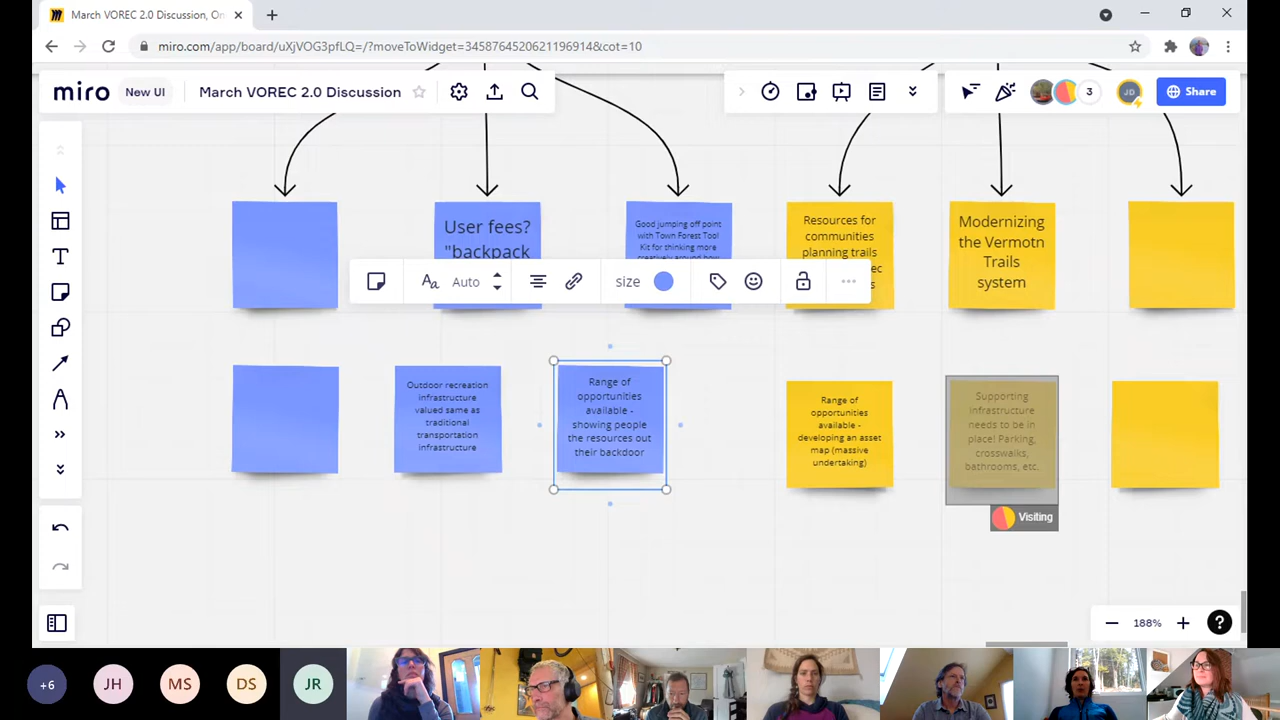 March VOREC 2.0 Discussion, On
miro.com/app/board/uXjVOG3pfLQ=/?moveToWidget=3458764520621196914&cot=10
miro
New UI
March VOREC 2.0 Discussion
3
JD
Share
User fees?
"backpack
Good jumping off point
with Town Forest Tool
Kit for thinking more
Resources for
communities
planning trails
Modernizing
the Vermotn
Trails
system
Auto
size
Outdoor recreation
infrastructure
valued same as
traditional
transportation
infrastructure
Range of
opportunities
available -
showing people
the resources out
their backdoor
Range of
opportunities
available -
developing an asset
map (massive
undertaking)
Supporting
infrastructure
needs to be in
place! Parking,
crosswalks,
bathrooms, etc.
Visiting
188%
?
+6
JH
MS
DS
JR